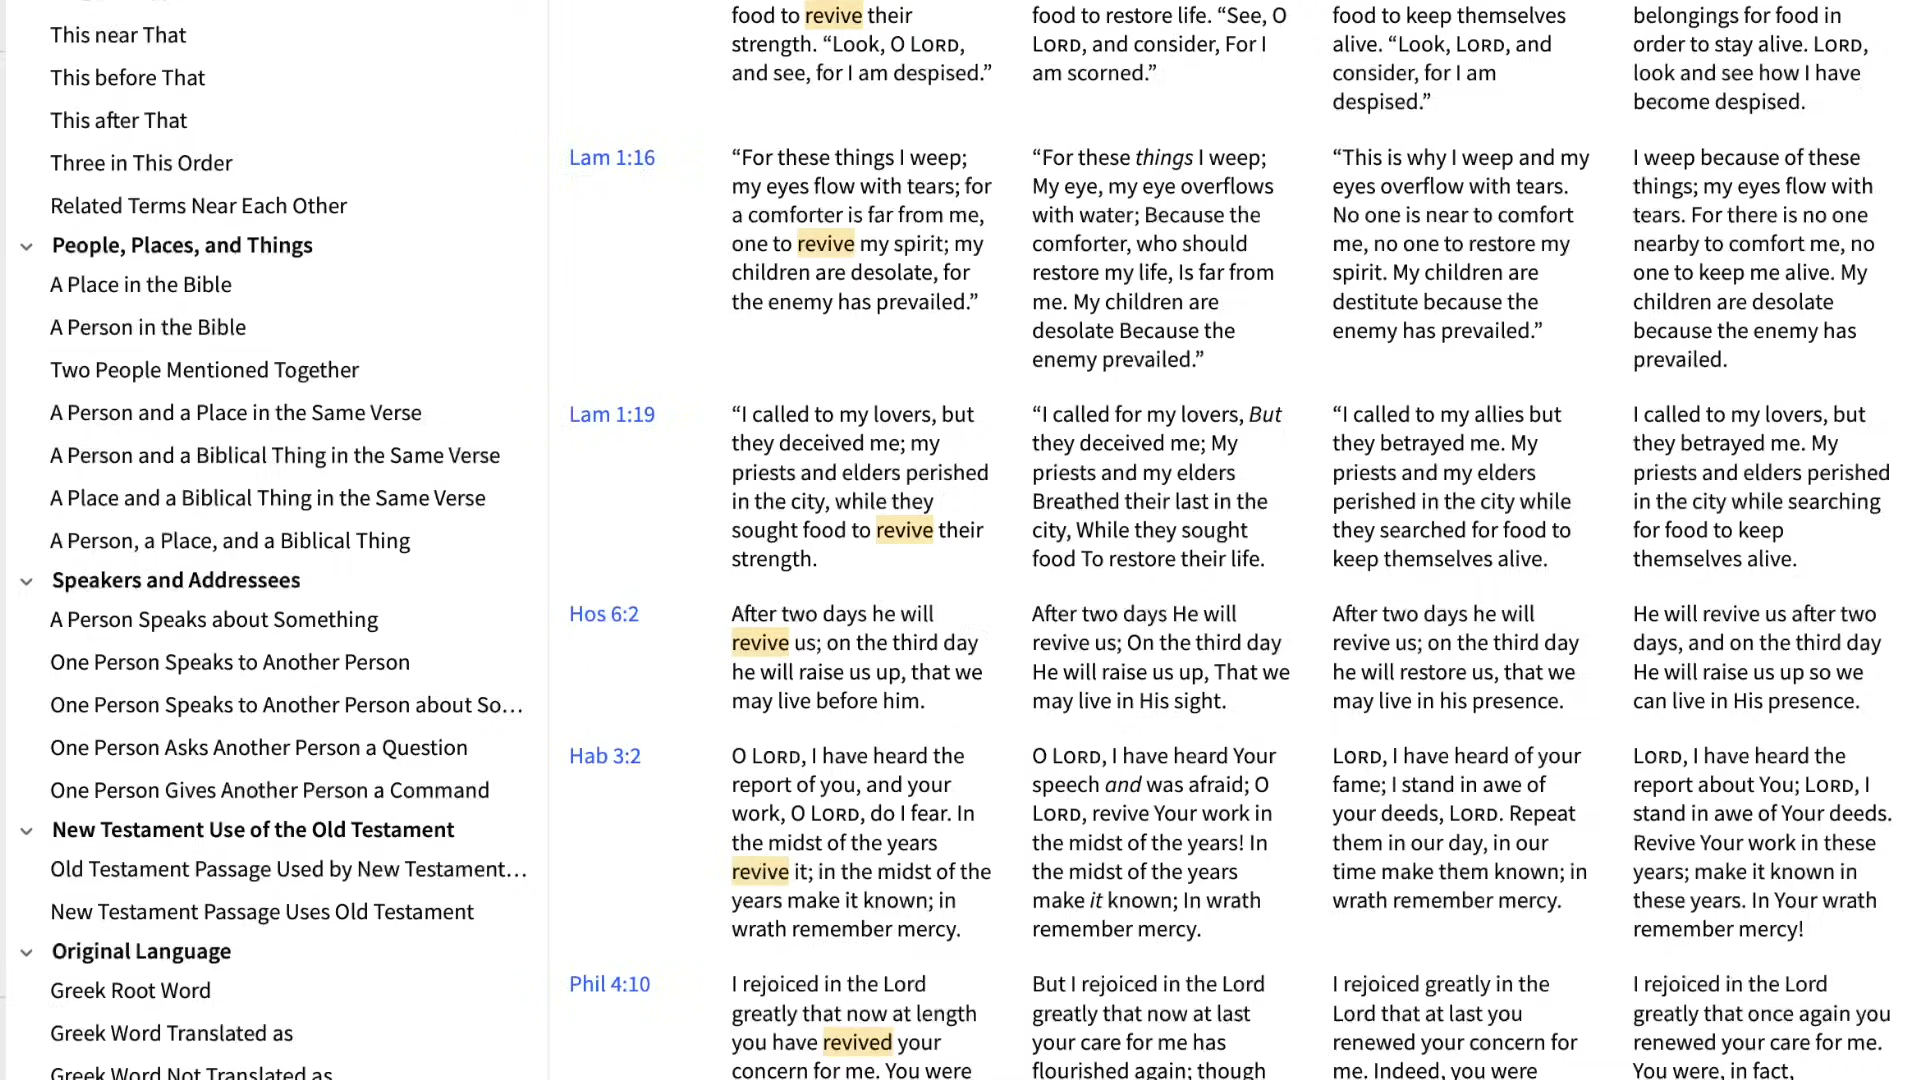 This near That
This before That
This after That
Three in This Order
Related Terms Near Each Other
People, Places, and Things
A Place in the Bible
A Person in the Bible
Two People Mentioned Together
A Person and a Place in the Same Verse
A Person and a Biblical Thing in the Same Verse
A Place and a Biblical Thing in the Same Verse
A Person, a Place, and a Biblical Thing
Speakers and Addressees
A Person Speaks about Something
One Person Speaks to Another Person
One Person Speaks to Another Person about So…
One Person Asks Another Person a Question
One Person Gives Another Person a Command
New Testament Use of the Old Testament
Old Testament Passage Used by New Testament…
New Testament Passage Uses Old Testament
Original Language
Greek Root Word
Greek Word Translated as
Greek Word Not Translated as
food to revive their
strength. “Look, O LORD,
and see, for I am despised.”
food to restore life. “See, O
LORD, and consider, For I
am scorned.”
food to keep themselves
alive. “Look, LORD, and
consider, for I am
despised.”
belongings for food in
order to stay alive. LORD,
look and see how I have
become despised.
Lam 1:16
“For these things I weep;
my eyes flow with tears; for
a comforter is far from me,
one to revive my spirit; my
children are desolate, for
the enemy has prevailed.”
“For these things I weep;
My eye, my eye overflows
with water; Because the
comforter, who should
restore my life, Is far from
me. My children are
desolate Because the
enemy prevailed.”
“This is why I weep and my
eyes overflow with tears.
No one is near to comfort
me, no one to restore my
spirit. My children are
destitute because the
enemy has prevailed.”
I weep because of these
things; my eyes flow with
tears. For there is no one
nearby to comfort me, no
one to keep me alive. My
children are desolate
because the enemy has
prevailed.
Lam 1:19
“I called to my lovers, but
they deceived me; my
priests and elders perished
in the city, while they
sought food to revive their
strength.
“I called for my lovers, But
they deceived me; My
priests and my elders
Breathed their last in the
city, While they sought
food To restore their life.
“I called to my allies but
they betrayed me. My
priests and my elders
perished in the city while
they searched for food to
keep themselves alive.
I called to my lovers, but
they betrayed me. My
priests and elders perished
in the city while searching
for food to keep
themselves alive.
Hos 6:2
After two days he will
revive us; on the third day
he will raise us up, that we
may live before him.
After two days He will
revive us; On the third day
He will raise us up, That we
may live in His sight.
After two days he will
revive us; on the third day
he will restore us, that we
may live in his presence.
He will revive us after two
days, and on the third day
He will raise us up so we
can live in His presence.
Hab 3:2
O LORD, I have heard the
report of you, and your
work, O LORD, do I fear. In
the midst of the years
revive it; in the midst of the
years make it known; in
wrath remember mercy.
O LORD, I have heard Your
speech and was afraid; O
LORD, revive Your work in
the midst of the years! In
the midst of the years
make it known; In wrath
remember mercy.
LORD, I have heard of your
fame; I stand in awe of
your deeds, LORD. Repeat
them in our day, in our
time make them known; in
wrath remember mercy.
LORD, I have heard the
report about You; LORD, I
stand in awe of Your deeds.
Revive Your work in these
years; make it known in
these years. In Your wrath
remember mercy!
Phil 4:10
I rejoiced in the Lord
greatly that now at length
you have revived your
concern for me. You were
But I rejoiced in the Lord
greatly that now at last
your care for me has
flourished again; though
I rejoiced greatly in the
Lord that at last you
renewed your concern for
me. Indeed, you were
I rejoiced in the Lord
greatly that once again you
renewed your care for me.
You were, in fact,